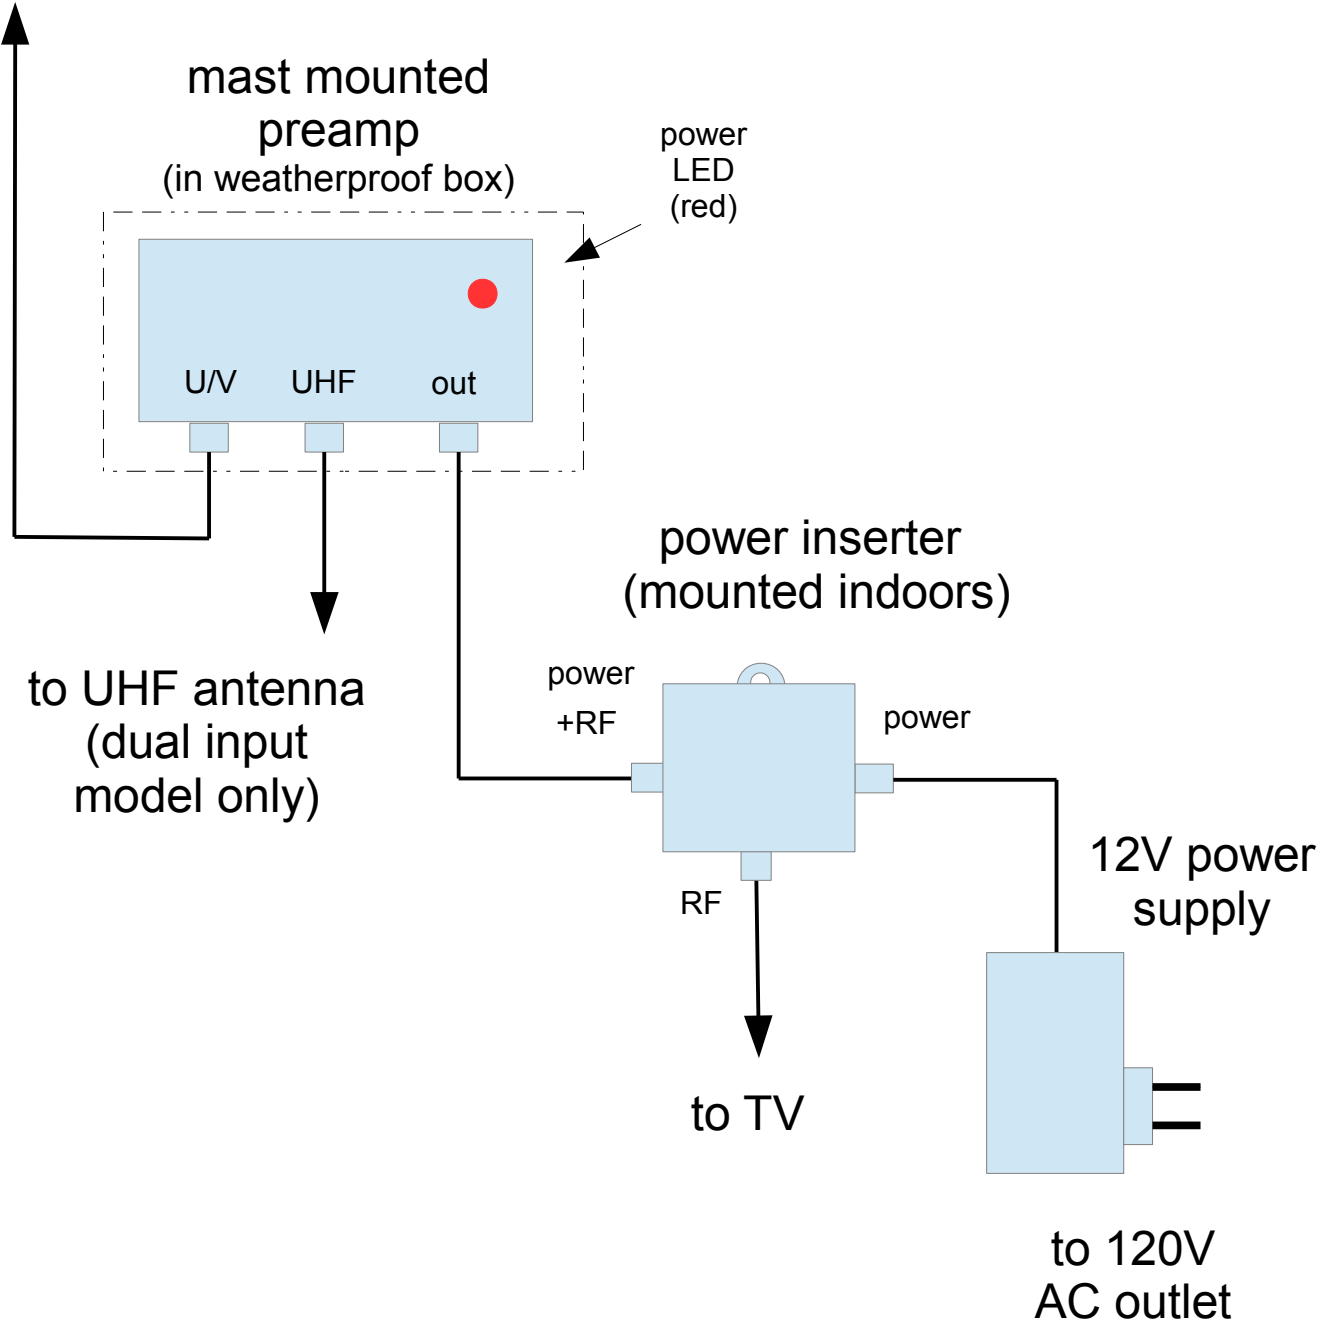 mast mounted
preamp
(in weatherproof box)
power
LED
(red)
U/V
UHF
out
power inserter
(mounted indoors)
to UHF antenna
(dual input
model only)
power
+RF
power
RF
12V power
supply
to TV
to 120V
AC outlet